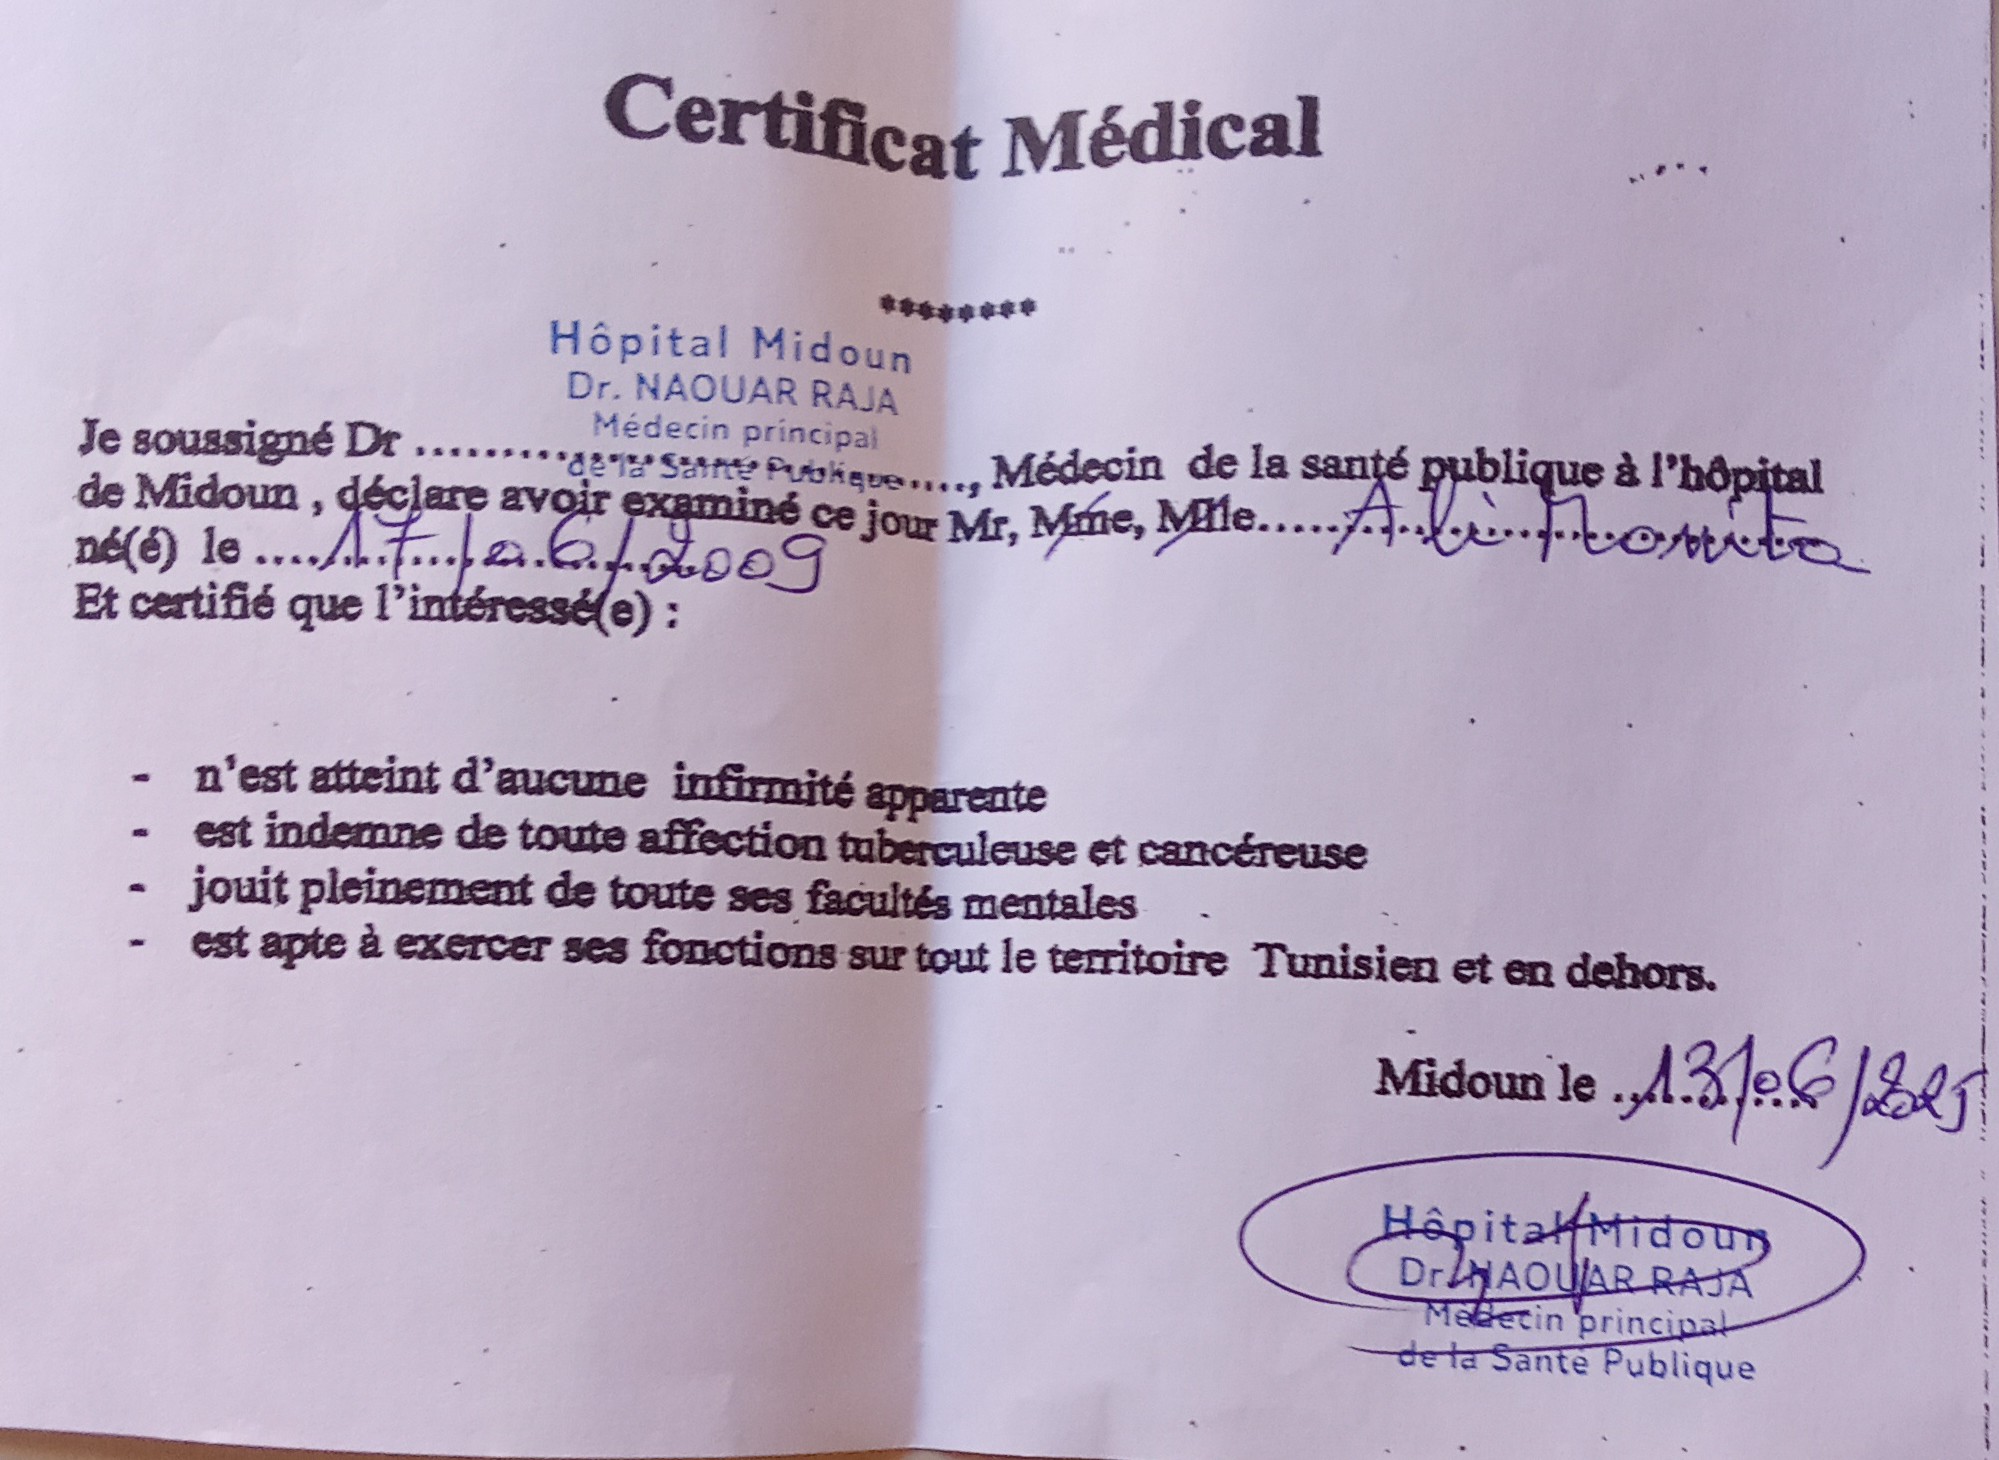 Certificat Médical
********
Hôpital Midoun
Dr. NAOUAR RAJA
Médecin principal
de la Santé Publique
Je soussigné Dr ...................................., Médecin de la santé publique à l'hôpital
de Midoun , déclare avoir examiné ce jour Mr, Mme, Mlle..... Ali
né(é) le .... 17/06/2009
Et certifié que l'intéressé(e) :
- n'est atteint d'aucune infirmité apparente
- est indemne de toute affection tuberculeuse et cancéreuse
- jouit pleinement de toute ses facultés mentales
- est apte à exercer ses fonctions sur tout le territoire Tunisien et en dehors.
Midoun le .. 13/06/2025
Hôpital Midoun
Dr. NAOUAR RAJA
Médecin principal
de la Santé Publique